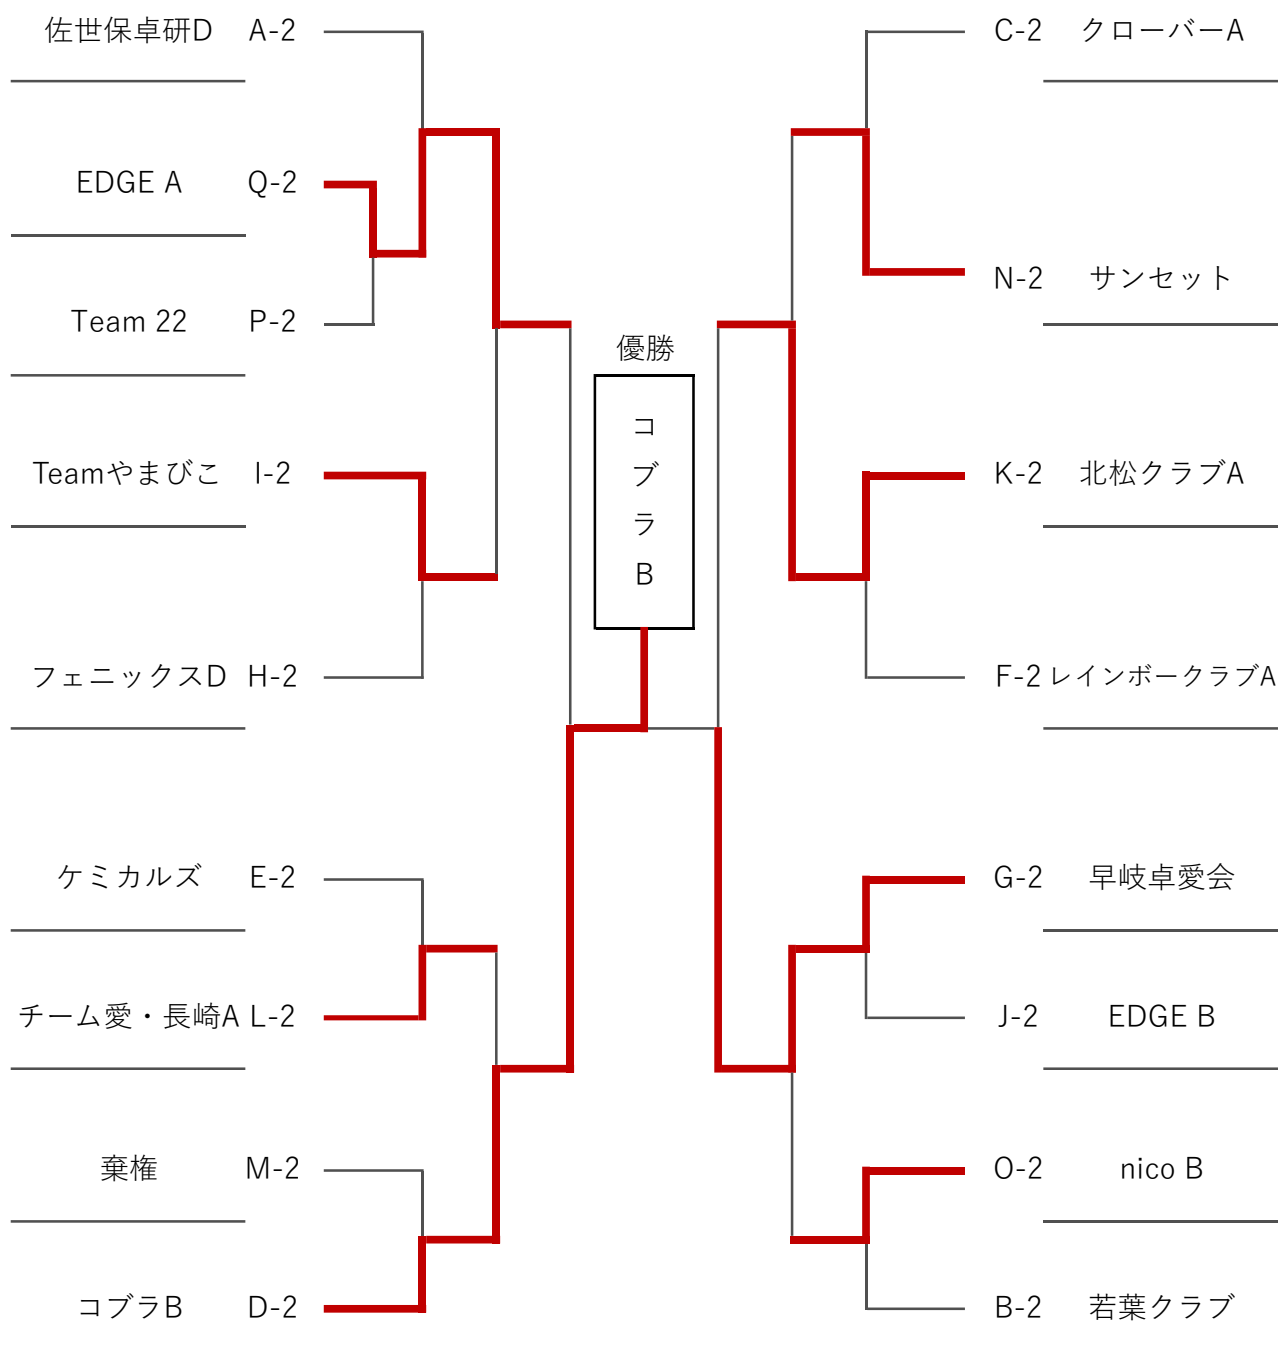 佐世保卓研D A-2
EDGE A Q-2
Team 22 P-2
Teamやまびこ I-2
フェニックスD H-2
ケミカルズ E-2
チーム愛・長崎A L-2
棄権 M-2
コブラB D-2
優勝
コブラB
C-2 クローバーA
N-2 サンセット
K-2 北松クラブA
F-2 レインボークラブA
G-2 早岐卓愛会
J-2 EDGE B
O-2 nico B
B-2 若葉クラブ